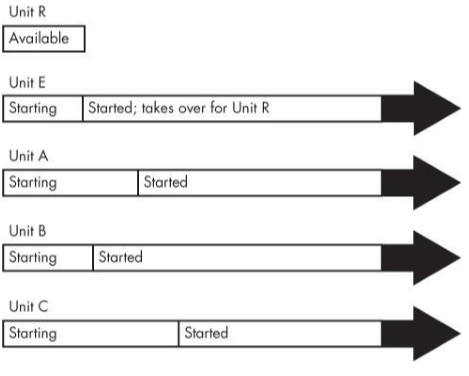 Unit R
Available
Unit E
Starting Started; takes over for Unit R
Unit A
Starting Started
Unit B
Starting Started
Unit C
Starting Started